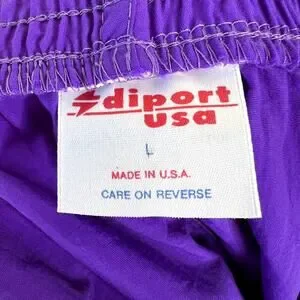 diport
usa
L
MADE IN U.S.A.
CARE ON REVERSE